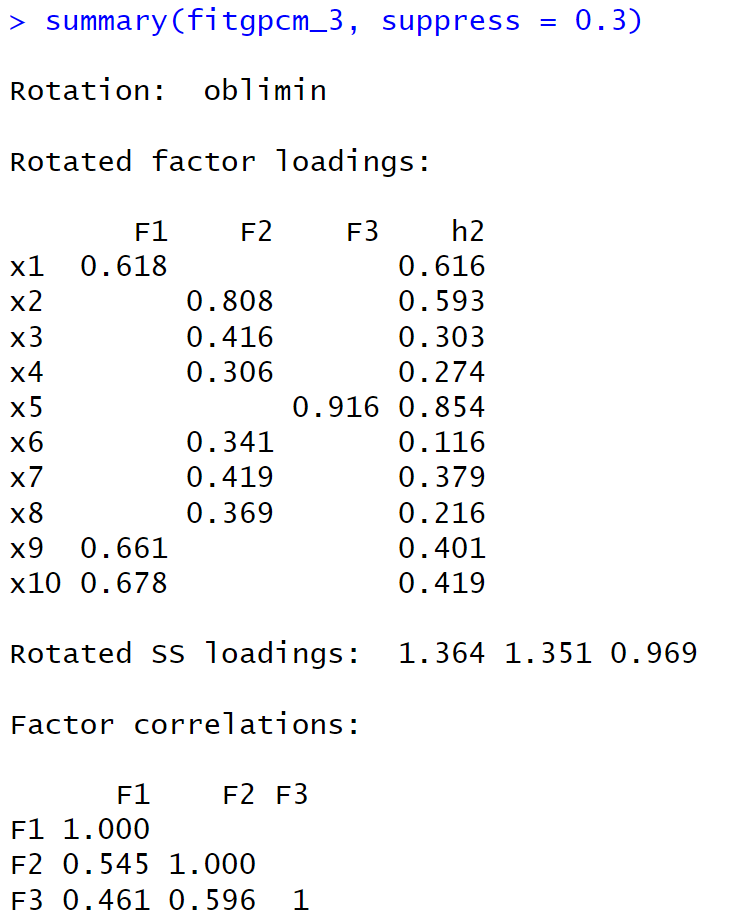 > summary(fitgpcm_3, suppress = 0.3)
Rotation:  oblimin
Rotated factor loadings:
       F1    F2    F3    h2
x1  0.618             0.616
x2        0.808       0.593
x3        0.416       0.303
x4        0.306       0.274
x5              0.916 0.854
x6        0.341       0.116
x7        0.419       0.379
x8        0.369       0.216
x9  0.661             0.401
x10 0.678             0.419
Rotated SS loadings:  1.364 1.351 0.969
Factor correlations:
      F1    F2 F3
F1 1.000
F2 0.545 1.000
F3 0.461 0.596  1